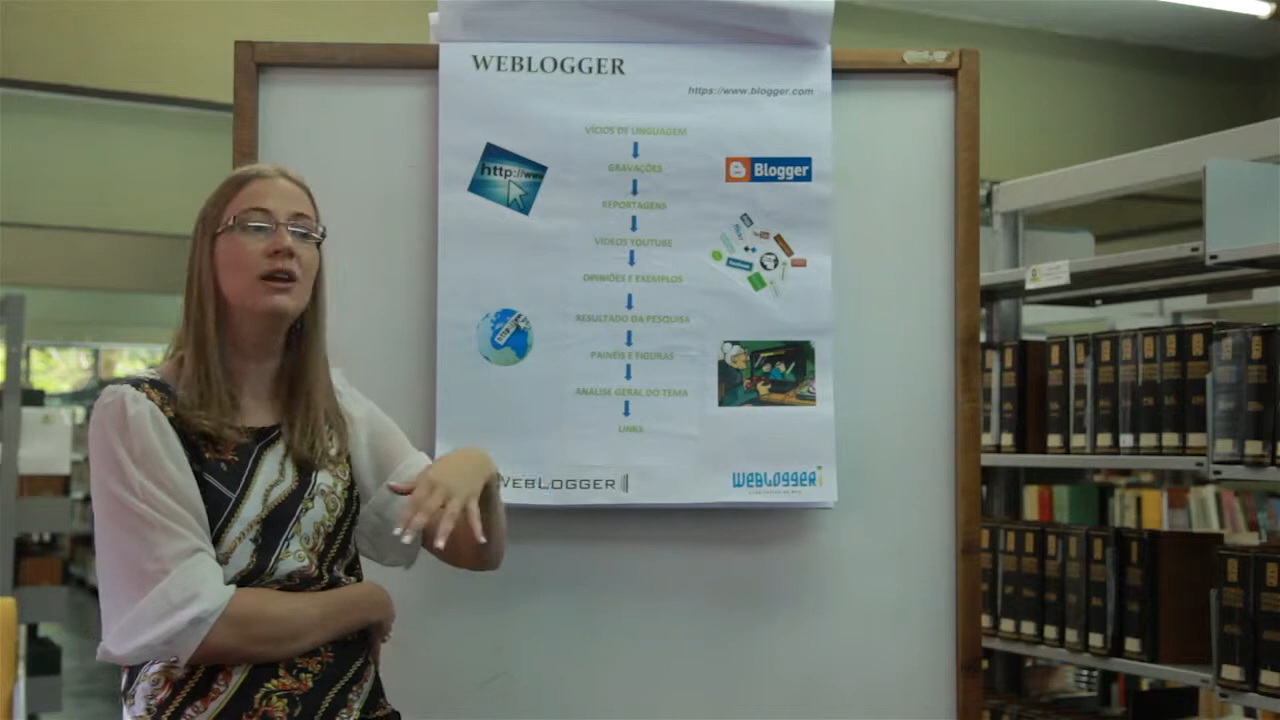 WEBLOGGER
https://www.blogger.com
VÍCIOS DE LINGUAGEM
GRAVAÇÕES
http://www
Blogger
REPORTAGENS
VÍDEOS YOUTUBE
OPINIÕES E EXEMPLOS
RESULTADO DA PESQUISA
PAINÉIS E FIGURAS
ANÁLISE GERAL DO TEMA
LINKS
WEBLOGGER
WEBLOGGER